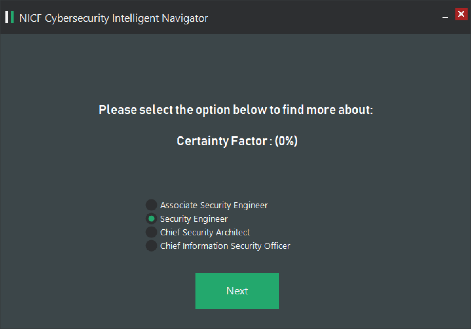 NICF Cybersecurity Intelligent Navigator
Please select the option below to find more about:
Certainty Factor : (0%)
Associate Security Engineer
Security Engineer
Chief Security Architect
Chief Information Security Officer
Next